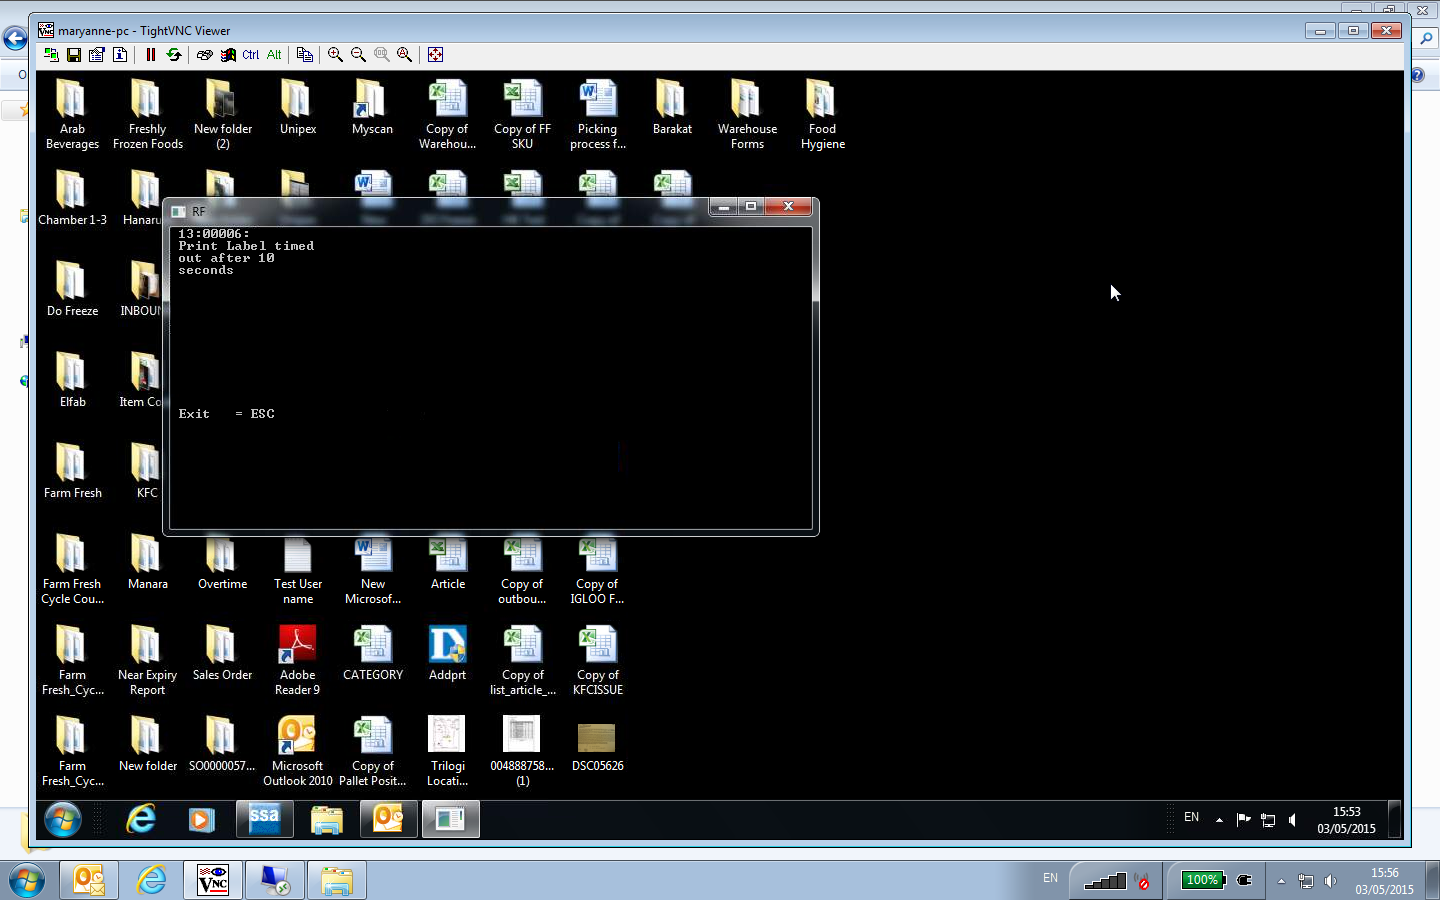 maryanne-pc - TightVNC Viewer
Ctrl
Alt
O
Arab
Beverages
Freshly
Frozen Foods
New folder
(2)
Unipex
Myscan
Copy of
Warehou...
Copy of FF
SKU
Picking
process f...
Barakat
Warehouse
Forms
Food
Hygiene
Chamber 1-3
Hanaru
RF
13:00006:
Print Label timed
out after 10
seconds
Exit = ESC
Do Freeze
INBOUN
Elfab
Item Co
Farm Fresh
KFC
Farm Fresh
Cycle Cou...
Manara
Overtime
Test User
name
New
Microsof...
Article
Copy of
outbou...
Copy of
IGLOO F...
Farm
Fresh_Cyc...
Near Expiry
Report
Sales Order
Adobe
Reader 9
CATEGORY
Addprt
Copy of
list_article_...
Copy of
KFCISSUE
Farm
Fresh_Cyc...
New folder
SO0000057...
Microsoft
Outlook 2010
Copy of
Pallet Posit...
Trilogi
Locati...
004888758...
(1)
DSC05626
ssa
EN
15:53
03/05/2015
VNC
EN
100%
15:56
03/05/2015